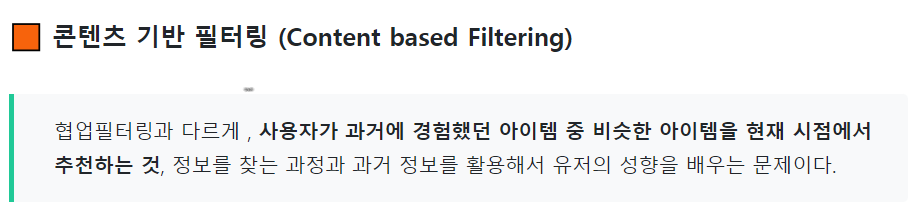 콘텐츠 기반 필터링 (Content based Filtering)
협업필터링과 다르게 , 사용자가 과거에 경험했던 아이템 중 비슷한 아이템을 현재 시점에서
추천하는 것, 정보를 찾는 과정과 과거 정보를 활용해서 유저의 성향을 배우는 문제이다.